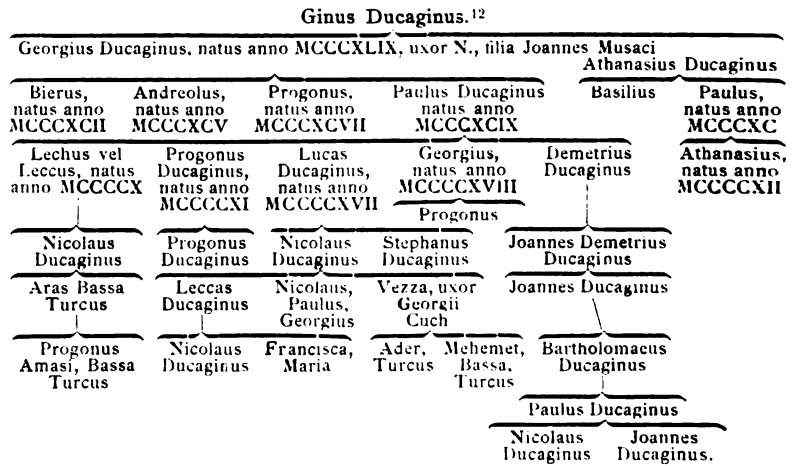 Ginus Ducaginus.¹²
Georgius Ducaginus, natus anno MCCCXLIX, uxor N., filia Joannes Musaci
Athanasius Ducaginus
Bierus, natus anno MCCCXCII
Andreolus, natus anno MCCCXCV
Progonus, natus anno MCCCXCVII
Paulus Ducaginus natus anno MCCCXCIX
Basilius
Paulus, natus anno MCCCXC
Lechus vel Leccus, natus anno MCCCCX
Progonus Ducaginus, natus anno MCCCCXI
Lucas Ducaginus, natus anno MCCCCXVII
Georgius, natus anno MCCCCXVIII
Demetrius Ducaginus
Athanasius, natus anno MCCCCXII
Progonus
Nicolaus Ducaginus
Progonus Ducaginus
Nicolaus Ducaginus
Stephanus Ducaginus
Joannes Demetrius Ducaginus
Aras Bassa Turcus
Leccas Ducaginus
Nicolaus, Paulus, Georgius
Vezza, uxor Georgii Cuch
Joannes Ducaginus
Progonus Amasi, Bassa Turcus
Nicolaus Ducaginus
Francisca, Maria
Ader, Turcus
Mehemet, Bassa, Turcus
Bartholomaeus Ducaginus
Paulus Ducaginus
Nicolaus Ducaginus
Joannes Ducaginus.